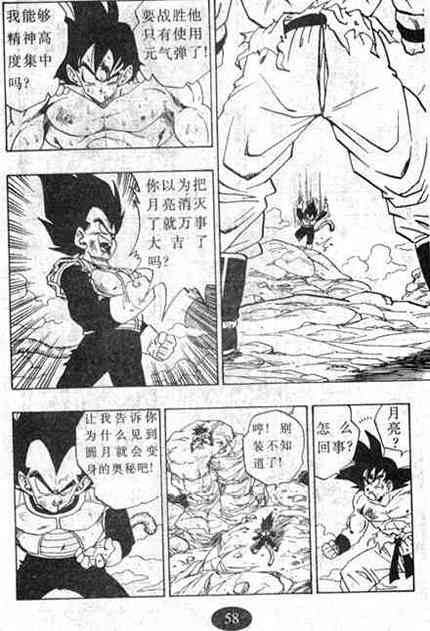 要战胜他
只有使用
元气弹了!
我能够
精神高
度集中
吗?
你以为把
月亮消灭
了就万事
大吉了
吗?
月
亮?
怎么
回事?
哼!别
装不知
道了!
让我告诉你
为什么见到
圆月就会变
身的奥秘吧!
58